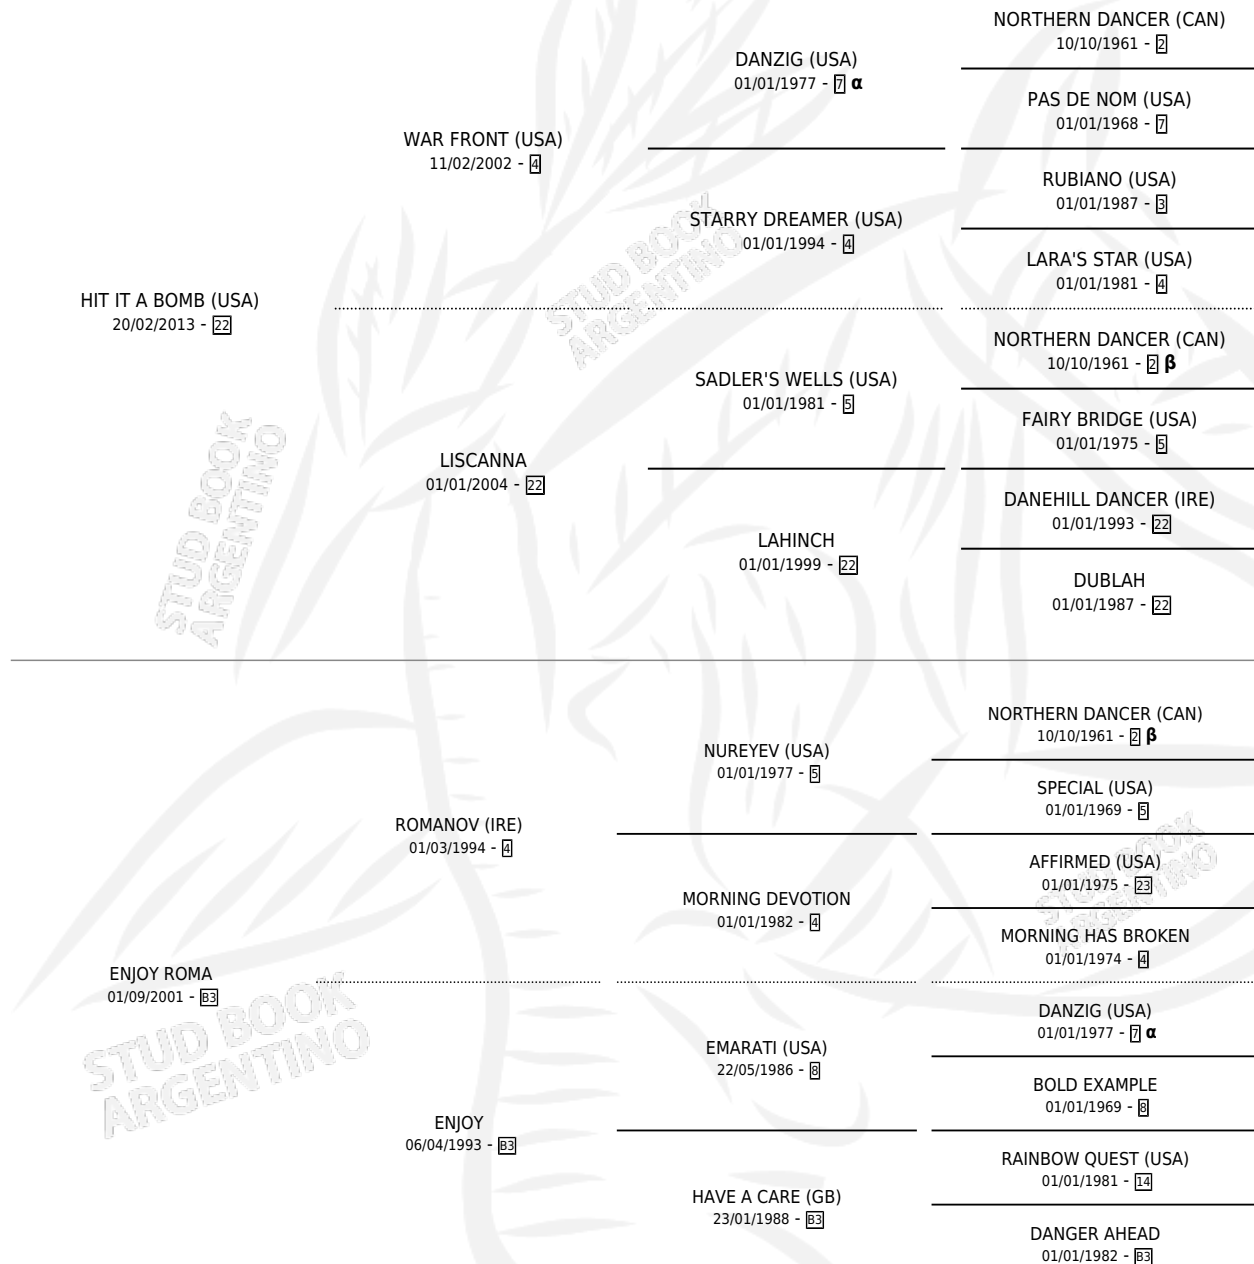 NORTHERN DANCER (CAN)
10/10/1961 - 2
DANZIG (USA)
01/01/1977 - 7 α
PAS DE NOM (USA)
01/01/1968 - 7
WAR FRONT (USA)
11/02/2002 - 4
RUBIANO (USA)
01/01/1987 - 3
STARRY DREAMER (USA)
01/01/1994 - 4
LARA'S STAR (USA)
01/01/1981 - 4
HIT IT A BOMB (USA)
20/02/2013 - 22
NORTHERN DANCER (CAN)
10/10/1961 - 2 β
SADLER'S WELLS (USA)
01/01/1981 - 5
FAIRY BRIDGE (USA)
01/01/1975 - 5
LISCANNA
01/01/2004 - 22
DANEHILL DANCER (IRE)
01/01/1993 - 22
LAHINCH
01/01/1999 - 22
DUBLAH
01/01/1987 - 22
NORTHERN DANCER (CAN)
10/10/1961 - 2 β
NUREYEV (USA)
01/01/1977 - 5
SPECIAL (USA)
01/01/1969 - 5
ROMANOV (IRE)
01/03/1994 - 4
AFFIRMED (USA)
01/01/1975 - 23
MORNING DEVOTION
01/01/1982 - 4
MORNING HAS BROKEN
01/01/1974 - 4
ENJOY ROMA
01/09/2001 - B3
DANZIG (USA)
01/01/1977 - 7 α
EMARATI (USA)
22/05/1986 - 8
BOLD EXAMPLE
01/01/1969 - 8
ENJOY
06/04/1993 - B3
RAINBOW QUEST (USA)
01/01/1981 - 14
HAVE A CARE (GB)
23/01/1988 - B3
DANGER AHEAD
01/01/1982 - B3
STUD BOOK
ARGENTINO
STUD BOOK
ARGENTINO
STUD BOOK
ARGENTINO
STUD BOOK
ARGENTINO